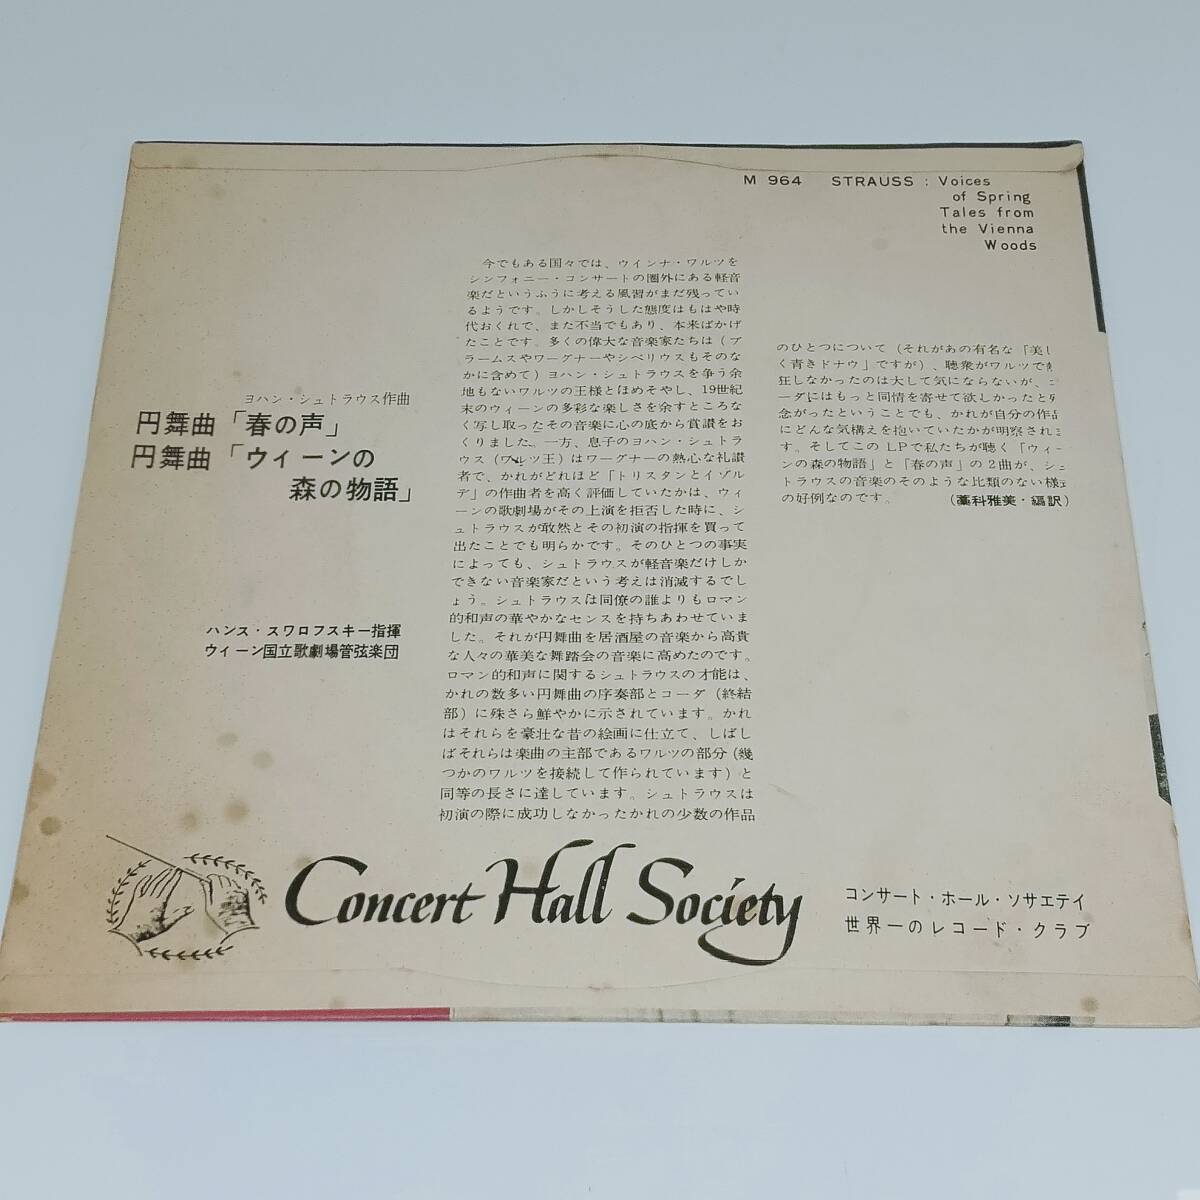 M 964 STRAUSS : Voices
of Spring
Tales from
the Vienna
Woods
ヨハン・シュトラウス作曲
円舞曲「春の声」
円舞曲「ウィーンの
森の物語」
ハンス・スワロフスキー指揮
ウィーン国立歌劇場管弦楽団
今でもある国々では、ウインナ・ワルツを
シンフォニー・コンサートの圏外にある軽音
楽だというふうに考える風習がまだ残ってい
るようです。しかしそうした態度はもはや時
代おくれで、また不当でもあり、本来ばかげ
たことです。多くの偉大な音楽家たちは（ブ
ラームスやワーグナーやシベリウスもそのな
かに含めて）ヨハン・シュトラウスを争う余
地もないワルツの王様とほめそやし、19世紀
末のウィーンの多彩な楽しさを余すところな
く写し取ったその音楽に心の底から賞讃をお
くりました。一方、息子のヨハン・シュトラ
ウス（ワルツ王）はワーグナーの熱心な礼讃
者で、かれがどれほど「トリスタンとイゾル
デ」の作曲者を高く評価していたかは、ウィ
ーンの歌劇場がその上演を拒否した時に、シ
ュトラウスが敢然とその初演の指揮を買って
出たことでも明らかです。そのひとつの事実
によっても、シュトラウスが軽音楽だけしか
できない音楽家だという考えは消滅するでし
ょう。シュトラウスは同僚の誰よりもロマン
的和声の華やかなセンスを持ちあわせていま
した。それが円舞曲を居酒屋の音楽から高貴
な人々の華美な舞踏会の音楽に高めたのです。
ロマン的和声に関するシュトラウスの才能は、
かれの数多い円舞曲の序奏部とコーダ（終結
部）に殊さら鮮やかに示されています。かれ
はそれらを豪壮な昔の絵画に仕立て、しばし
ばそれらは楽曲の主部であるワルツの部分（幾
つかのワルツを接続して作られています）と
同等の長さに達しています。シュトラウスは
初演の際に成功しなかったかれの少数の作品
のひとつについて（それがあの有名な「美し
く青きドナウ」ですが）、聴衆がワルツで熱
狂しなかったのは大して気にならないが、コ
ーダにはもっと同情を寄せて欲しかったと残
念がったということでも、かれが自分の作品
にどんな気構えを抱いていたかが明察されま
す。そしてこのLPで私たちが聴く「ウィー
ンの森の物語」と「春の声」の2曲が、シュ
トラウスの音楽のそのような比類のない様式
の好例なのです。（藁科雅美・編訳）
Concert Hall Society
コンサート・ホール・ソサエテイ
世界一のレコード・クラブ